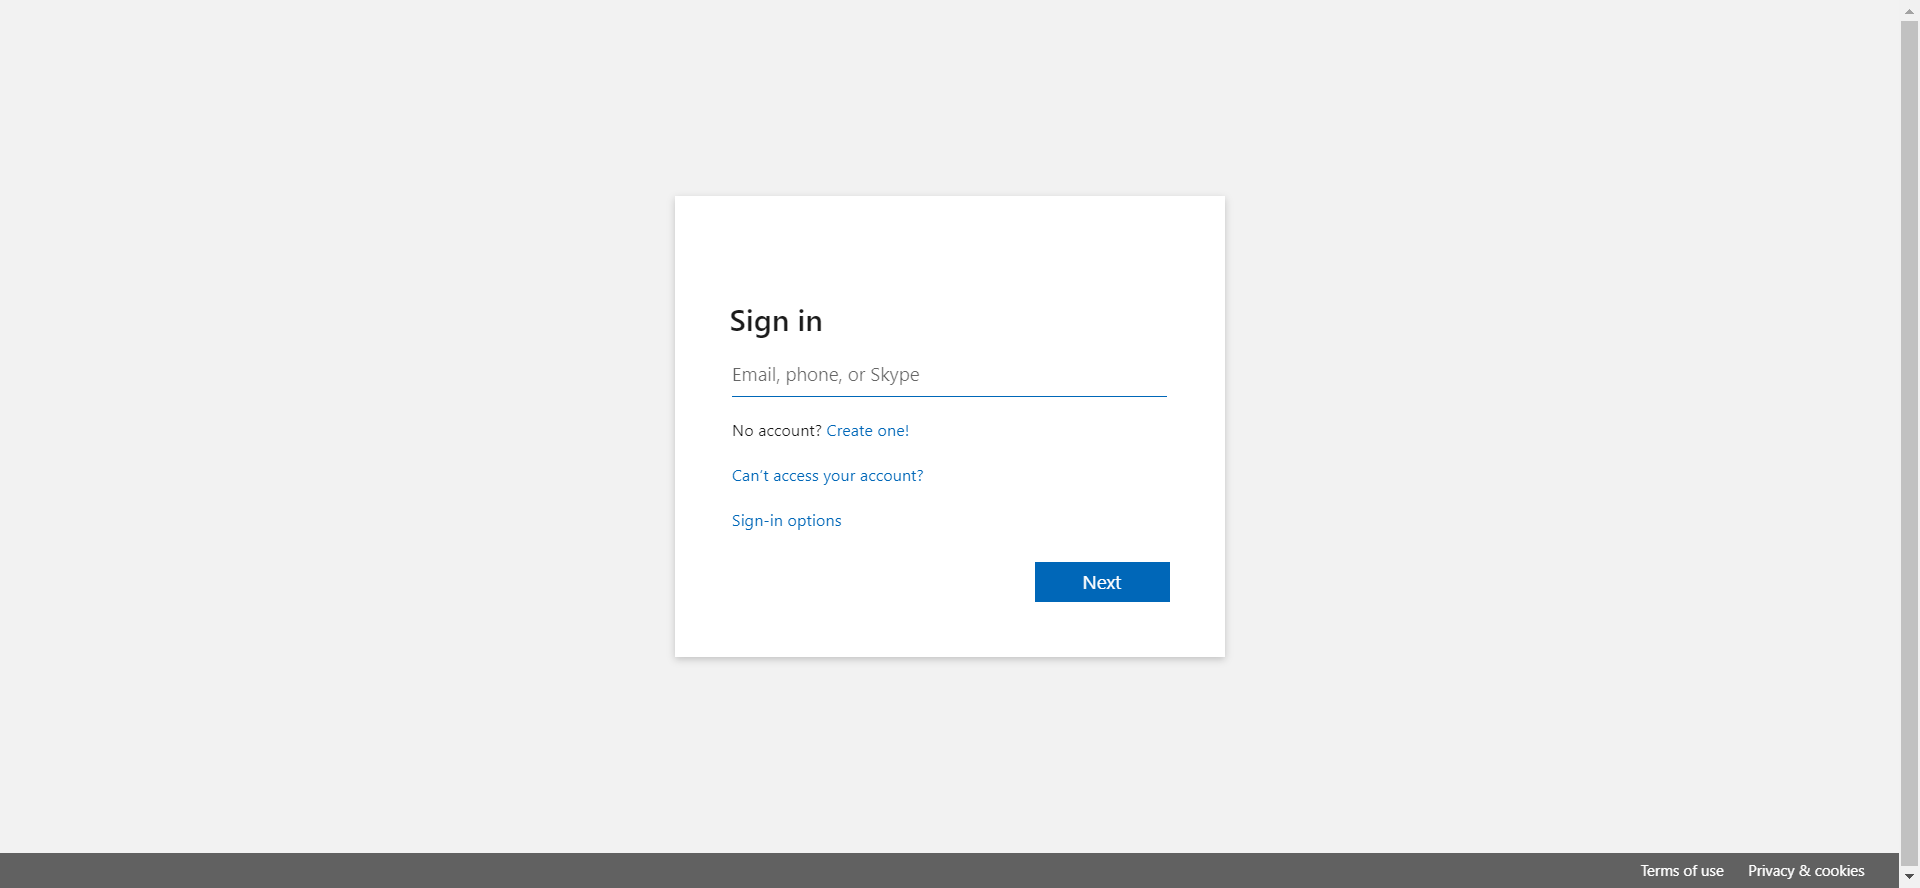 Sign in
Email, phone, or Skype
No account? Create one!
Can't access your account?
Sign-in options
Next
Terms of use Privacy & cookies